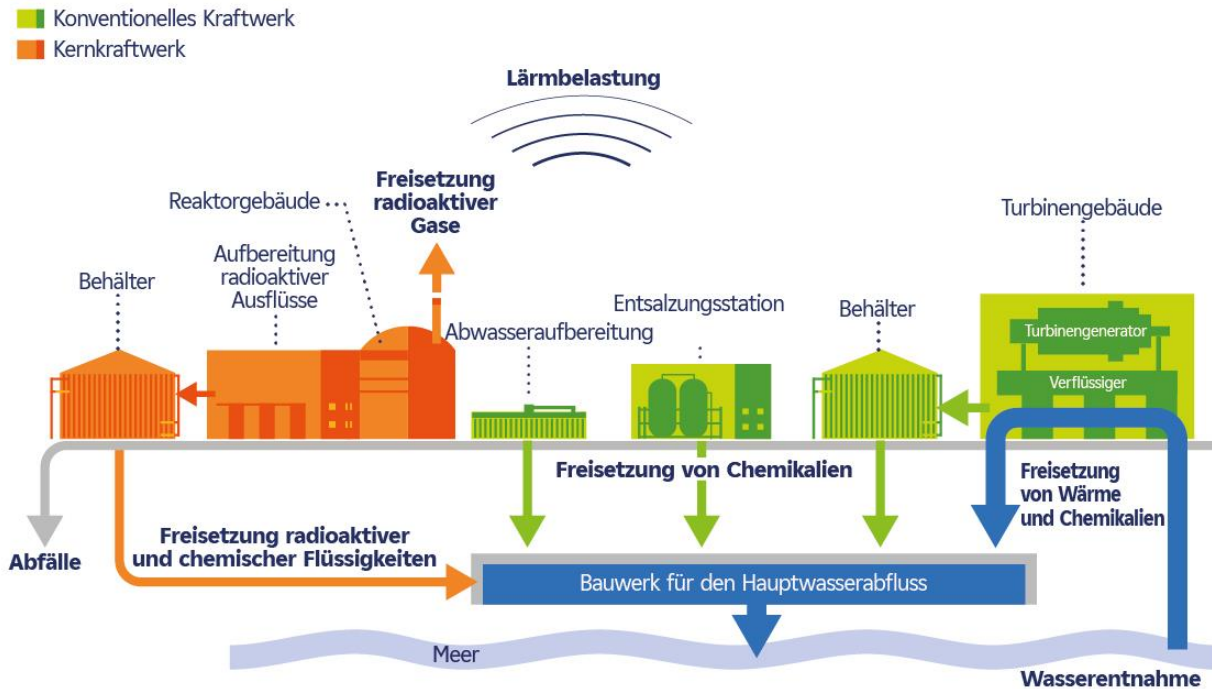 Konventionelles Kraftwerk
Kernkraftwerk
Lärmbelastung
Freisetzung
radioaktiver
Gase
Reaktorgebäude
Turbinengebäude
Aufbereitung
radioaktiver
Ausflüsse
Behälter
Abwasseraufbereitung
Entsalzungsstation
Behälter
Turbinengenerator
Verflüssiger
Freisetzung von Chemikalien
Freisetzung
von Wärme
und Chemikalien
Abfälle
Freisetzung radioaktiver
und chemischer Flüssigkeiten
Bauwerk für den Hauptwasserabfluss
Meer
Wasserentnahme